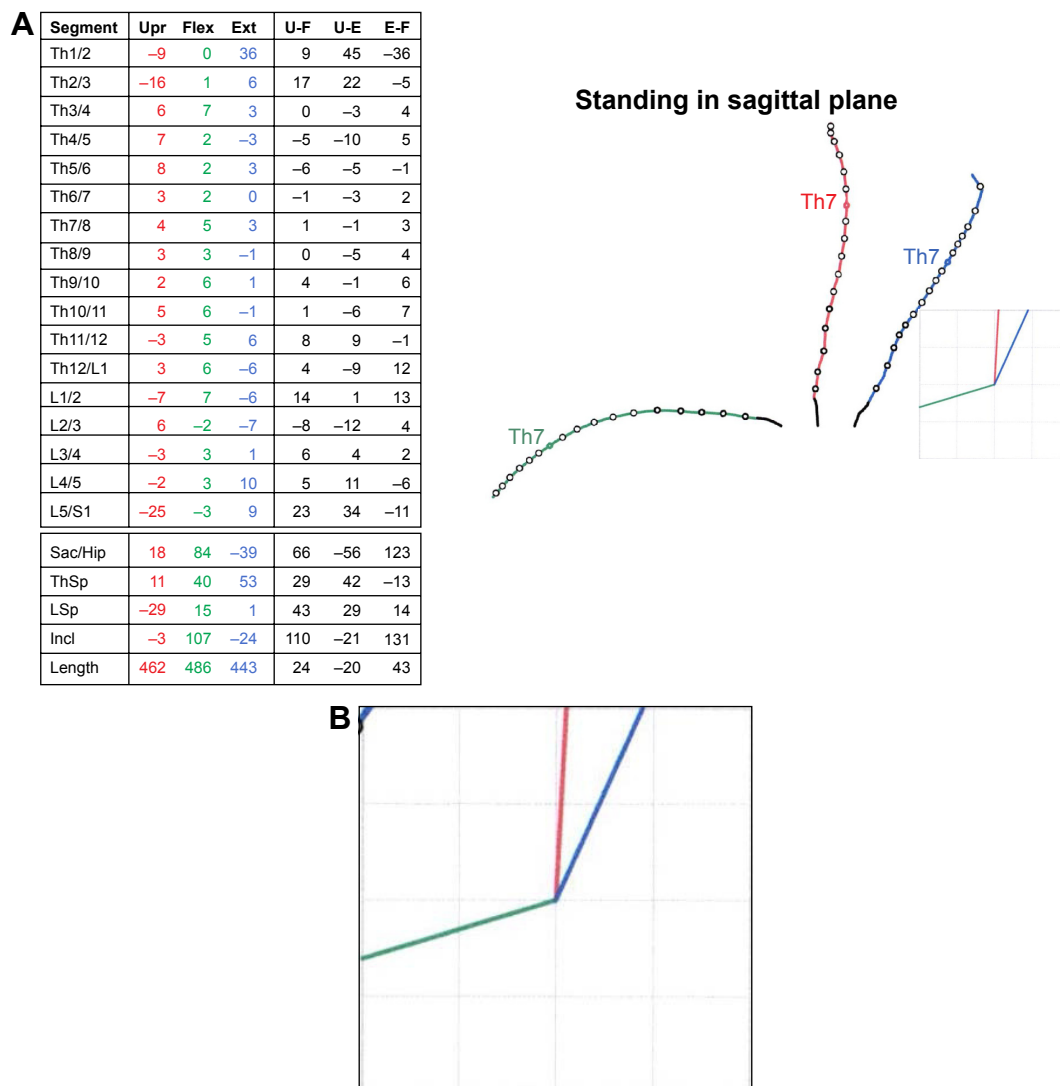 A
Segment Upr Flex Ext U-F U-E E-F
Th1/2 –9 0 36 9 45 –36
Th2/3 –16 1 6 17 22 –5
Th3/4 6 7 3 0 –3 4
Th4/5 7 2 –3 –5 –10 5
Th5/6 8 2 3 –6 –5 –1
Th6/7 3 2 0 –1 –3 2
Th7/8 4 5 3 1 –1 3
Th8/9 3 3 –1 0 –5 4
Th9/10 2 6 1 4 –1 6
Th10/11 5 6 –1 1 –6 7
Th11/12 –3 5 6 8 9 –1
Th12/L1 3 6 –6 4 –9 12
L1/2 –7 7 –6 14 1 13
L2/3 6 –2 –7 –8 –12 4
L3/4 –3 3 1 6 4 2
L4/5 –2 3 10 5 11 –6
L5/S1 –25 –3 9 23 34 –11
Sac/Hip 18 84 –39 66 –56 123
ThSp 11 40 53 29 42 –13
LSp –29 15 1 43 29 14
Incl –3 107 –24 110 –21 131
Length 462 486 443 24 –20 43
Standing in sagittal plane
Th7
Th7
Th7
B